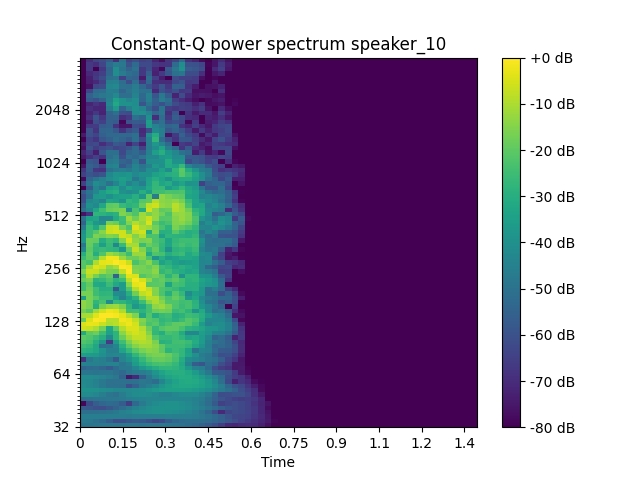 Constant-Q power spectrum speaker_10
+0 dB
-10 dB
-20 dB
-30 dB
-40 dB
-50 dB
-60 dB
-70 dB
-80 dB
2048
1024
512
256
128
64
32
Hz
0 0.15 0.3 0.45 0.6 0.75 0.9 1.1 1.2 1.4
Time